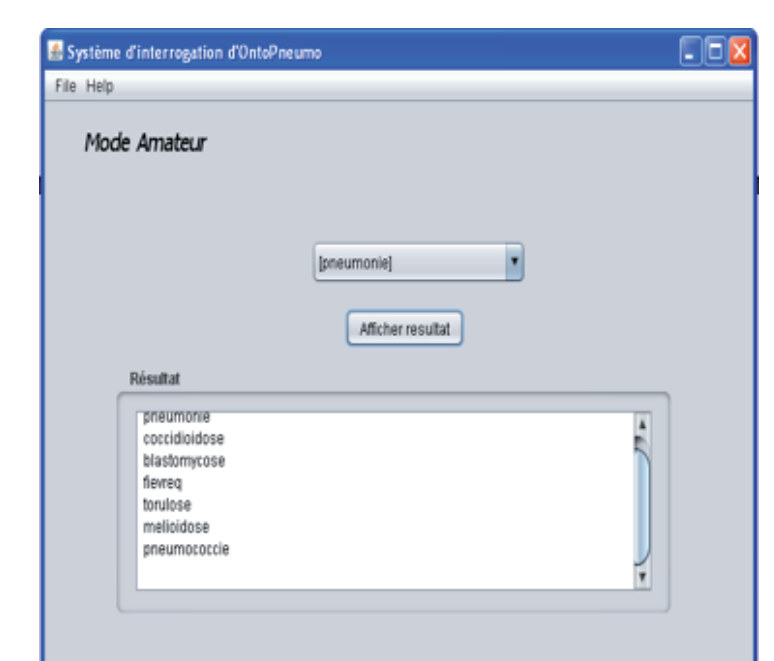 Système d'interrogation d'OntoPneumo
File Help
Mode Amateur
[pneumonie]
Afficher resultat
Résultat
pneumonie
coccidioidose
blastomycose
fievreq
torulose
melioidose
pneumococcie